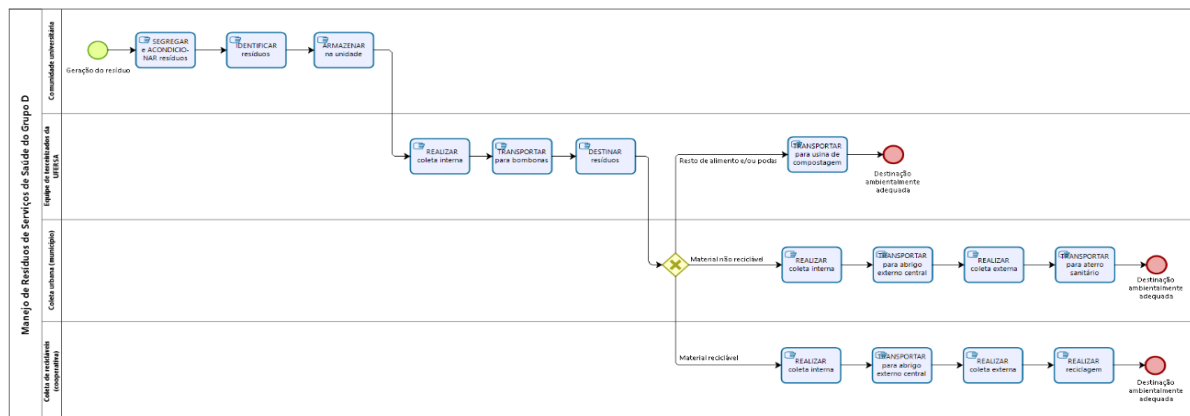 Manejo de Resíduos de Serviços de Saúde do Grupo D
Comunidade universitária
Geração do resíduo
SEGREGAR
e ACONDICIO-
NAR resíduos
IDENTIFICAR
resíduos
ARMAZENAR
na unidade
Equipe de terceirizados da
UFERSA
REALIZAR
coleta interna
TRANSPORTAR
para bombonas
DESTINAR
resíduos
Resto de alimento e/ou podas
TRANSPORTAR
para usina de
compostagem
Destinação
ambientalmente
adequada
Coleta urbana (município)
Material não reciclável
REALIZAR
coleta interna
TRANSPORTAR
para abrigo
externo central
REALIZAR
coleta externa
TRANSPORTAR
para aterro
sanitário
Destinação
ambientalmente
adequada
Coleta de recicláveis
(cooperativa)
Material reciclável
REALIZAR
coleta interna
TRANSPORTAR
para abrigo
externo central
REALIZAR
coleta externa
REALIZAR
reciclagem
Destinação
ambientalmente
adequada